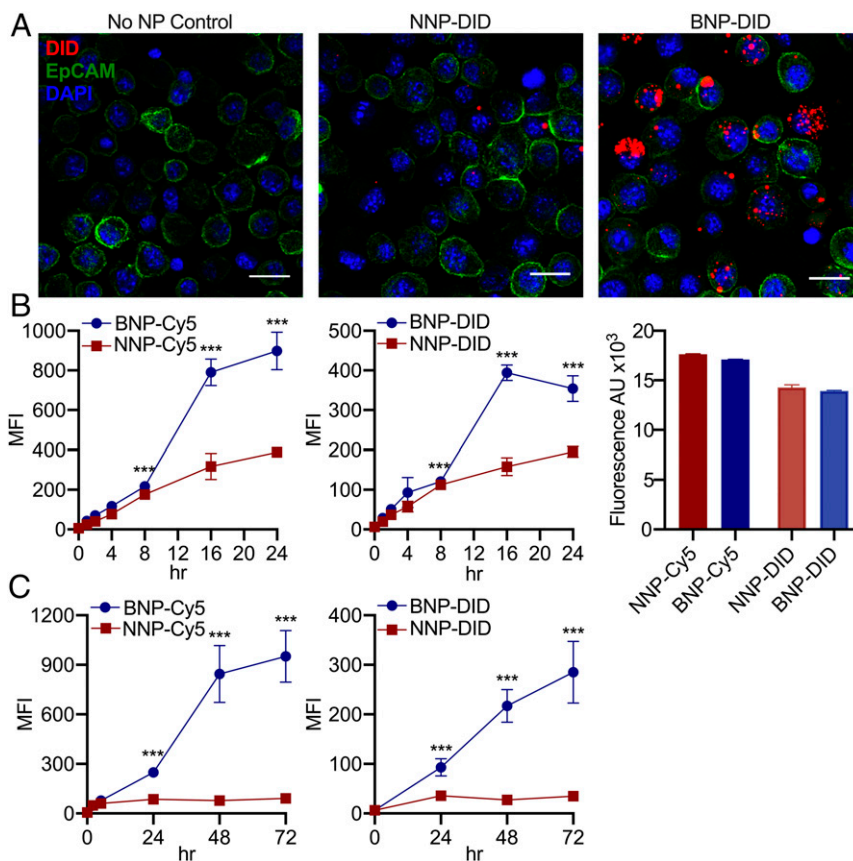 A
No NP Control
NNP-DID
BNP-DID
DID
EpCAM
DAPI
B
BNP-Cy5
NNP-Cy5
***
***
***
1000
800
600
400
200
0
MFI
0 4 8 12 16 20 24
hr
BNP-DID
NNP-DID
***
***
***
500
400
300
200
100
0
MFI
0 4 8 12 16 20 24
hr
Fluorescence AU x10³
20
15
10
5
0
NNP-Cy5
BNP-Cy5
NNP-DID
BNP-DID
C
BNP-Cy5
NNP-Cy5
***
***
***
1200
900
600
300
0
MFI
0 24 48 72
hr
BNP-DID
NNP-DID
***
***
***
400
300
200
100
0
MFI
0 24 48 72
hr